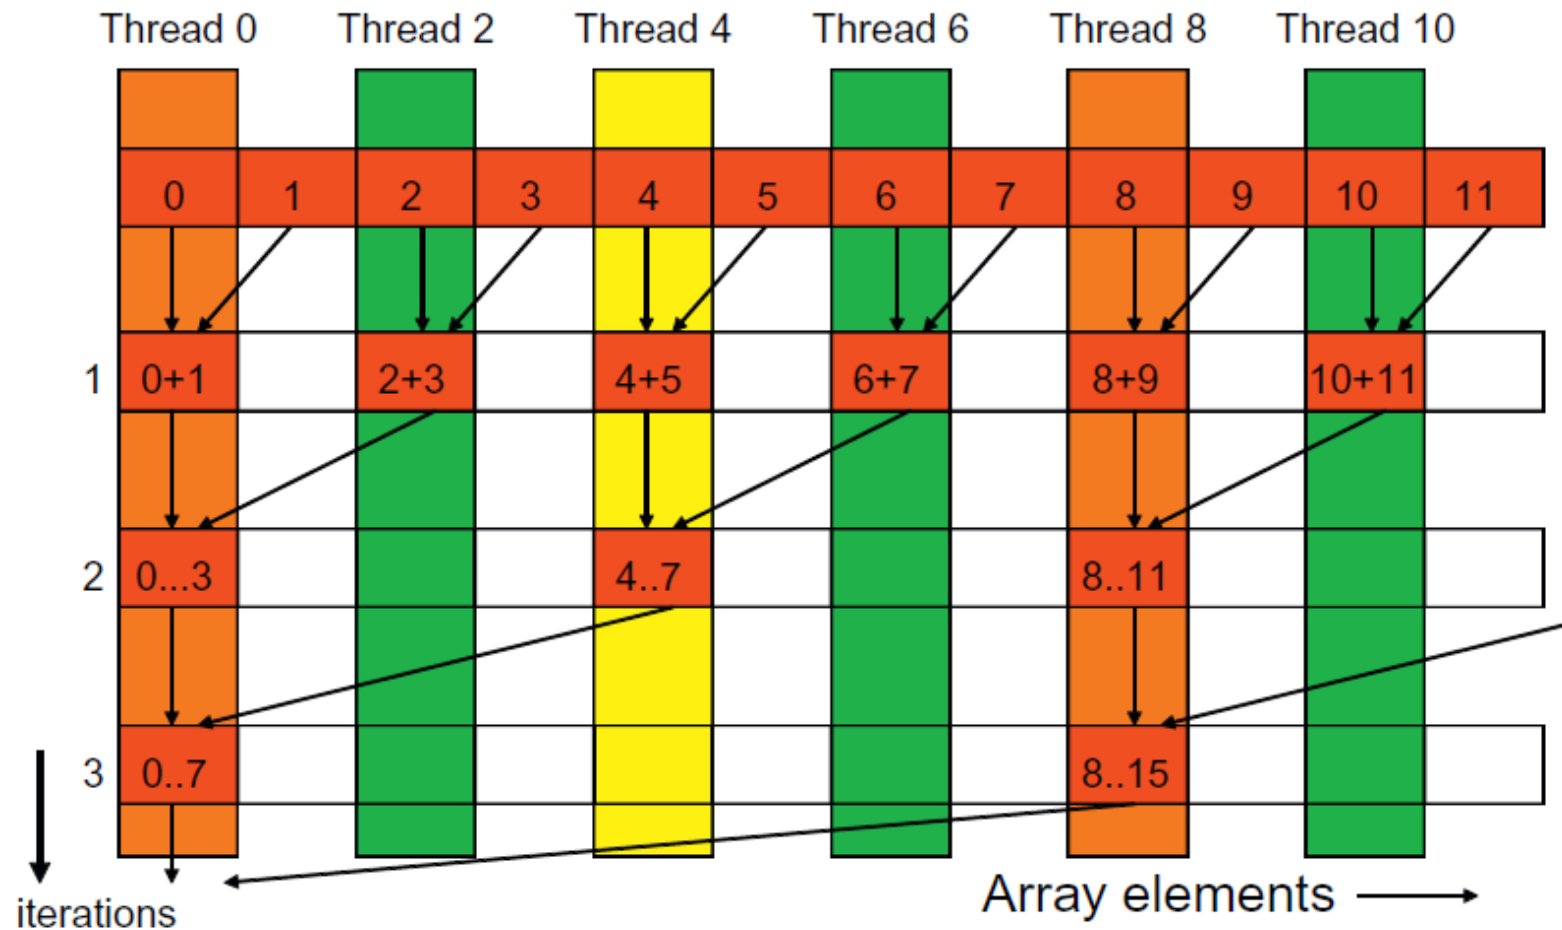 Thread 0 Thread 2 Thread 4 Thread 6 Thread 8 Thread 10
0 1 2 3 4 5 6 7 8 9 10 11
1 0+1 2+3 4+5 6+7 8+9 10+11
2 0...3 4..7 8..11
3 0..7 8..15
iterations
Array elements